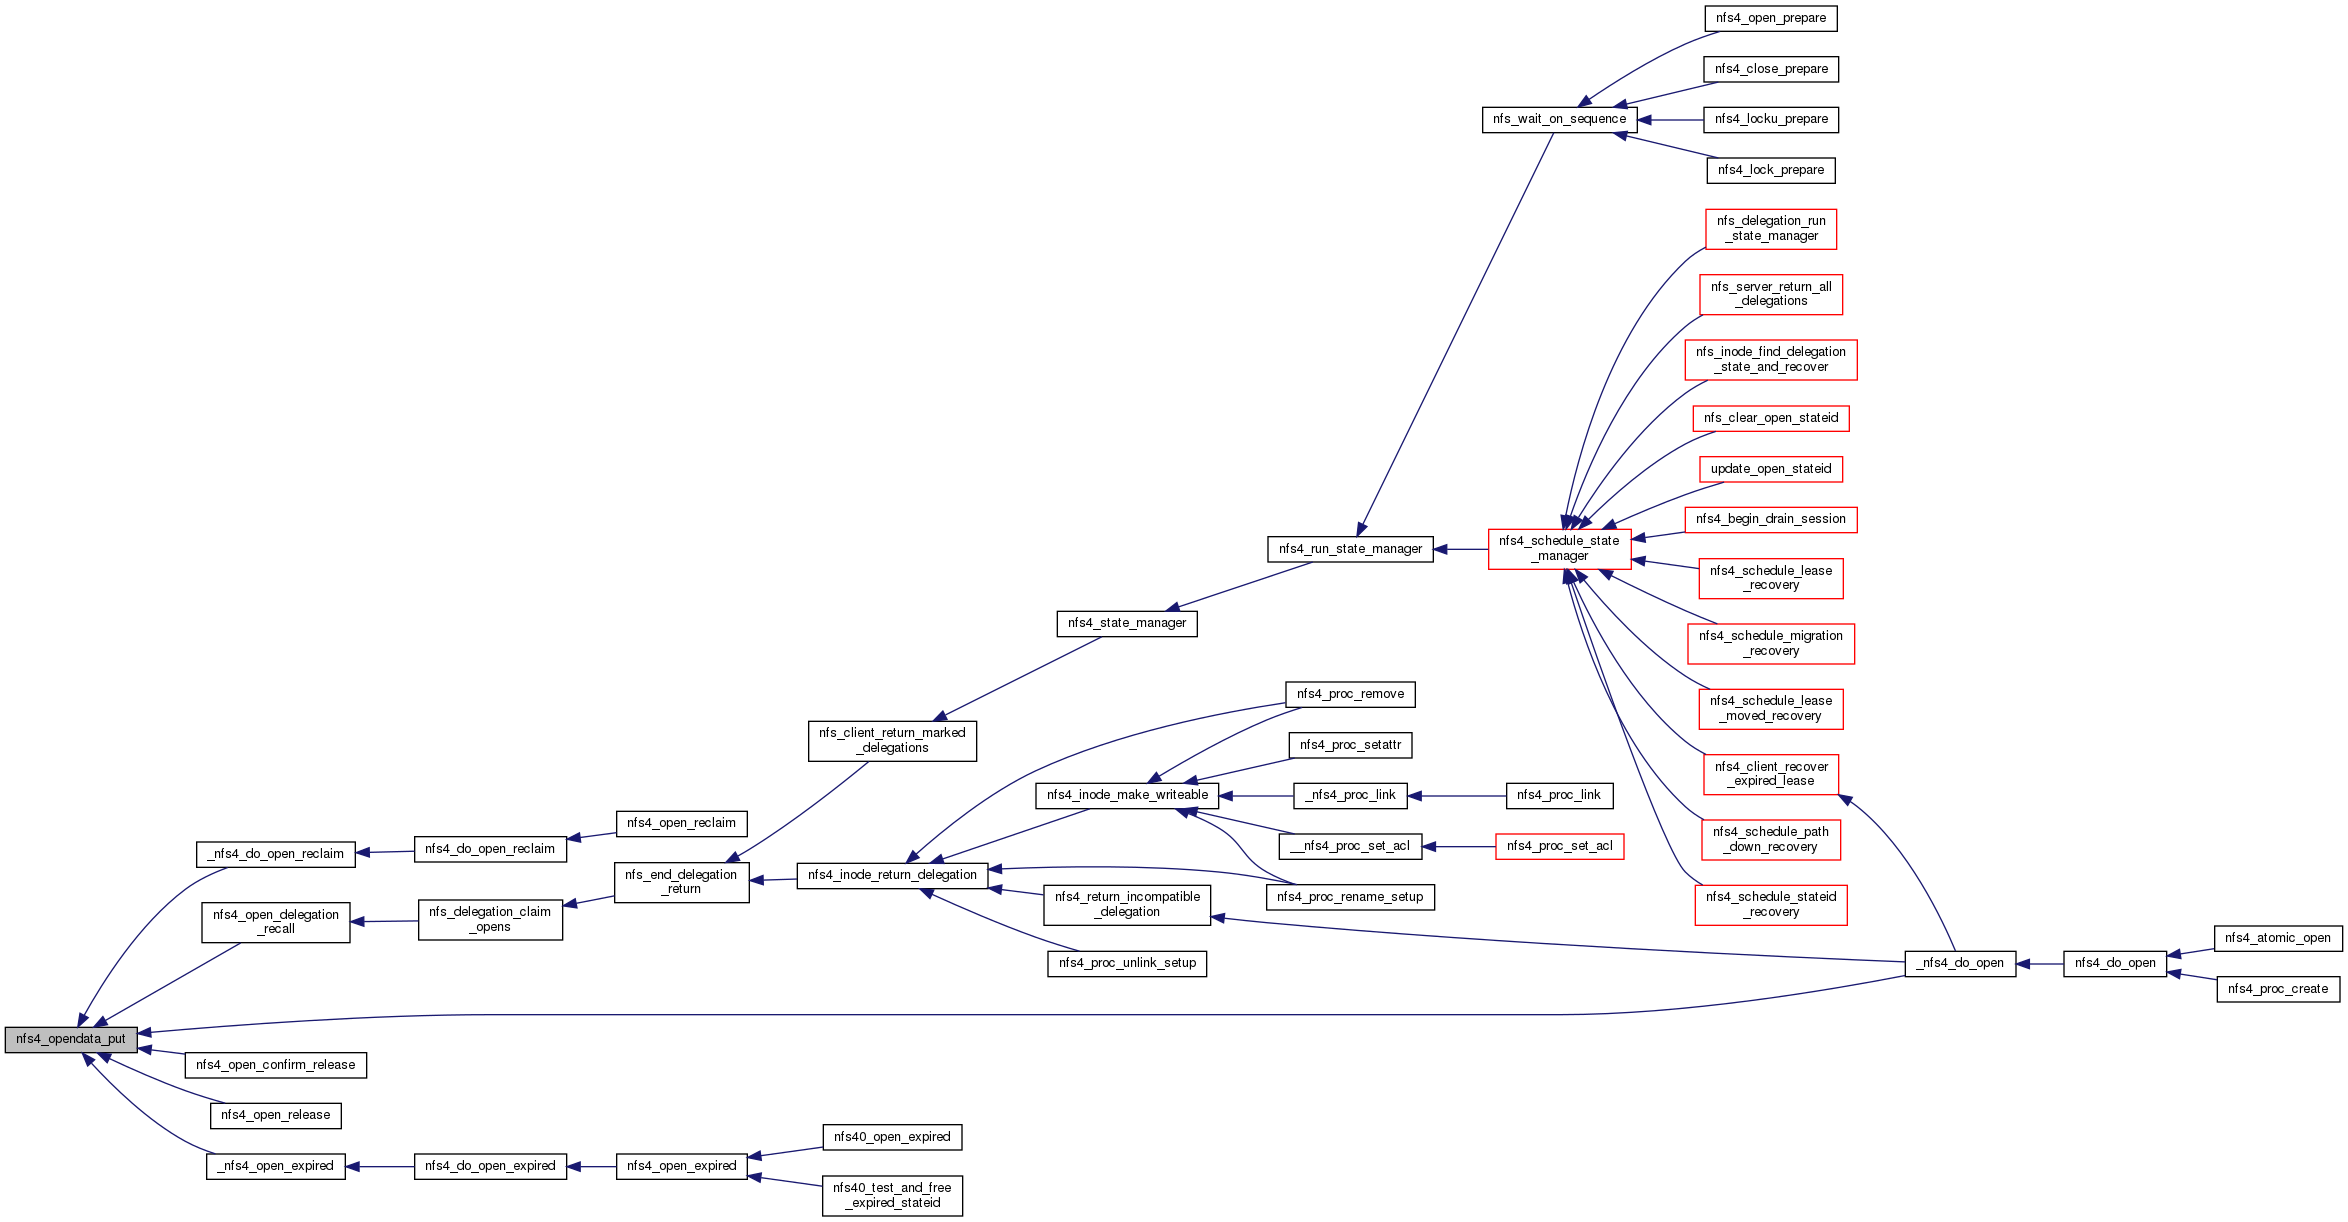 nfs4_open_prepare
nfs4_close_prepare
nfs_wait_on_sequence
nfs4_locku_prepare
nfs4_lock_prepare
nfs_delegation_run
_state_manager
nfs_server_return_all
_delegations
nfs_inode_find_delegation
_state_and_recover
nfs_clear_open_stateid
update_open_stateid
nfs4_begin_drain_session
nfs4_run_state_manager
nfs4_schedule_state
_manager
nfs4_schedule_lease
_recovery
nfs4_state_manager
nfs4_schedule_migration
_recovery
nfs4_proc_remove
nfs4_schedule_lease
_moved_recovery
nfs_client_return_marked
_delegations
nfs4_proc_setattr
nfs4_client_recover
_expired_lease
nfs4_inode_make_writeable
_nfs4_proc_link
nfs4_proc_link
nfs4_open_reclaim
nfs4_schedule_path
_down_recovery
_nfs4_do_open_reclaim
nfs4_do_open_reclaim
__nfs4_proc_set_acl
nfs4_proc_set_acl
nfs_end_delegation
_return
nfs4_inode_return_delegation
nfs4_return_incompatible
_delegation
nfs4_proc_rename_setup
nfs4_schedule_stateid
_recovery
nfs4_open_delegation
_recall
nfs_delegation_claim
_opens
nfs4_proc_unlink_setup
_nfs4_do_open
nfs4_do_open
nfs4_atomic_open
nfs4_proc_create
nfs4_opendata_put
nfs4_open_confirm_release
nfs4_open_release
_nfs4_open_expired
nfs4_do_open_expired
nfs4_open_expired
nfs40_open_expired
nfs40_test_and_free
_expired_stateid